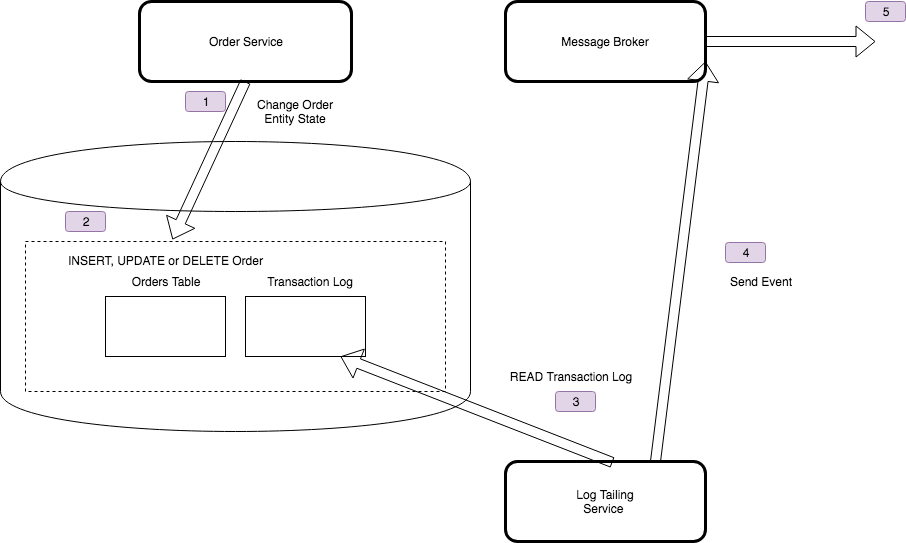 Order Service
Message Broker
5
1
Change Order
Entity State
2
INSERT, UPDATE or DELETE Order
Orders Table
Transaction Log
4
Send Event
READ Transaction Log
3
Log Tailing
Service